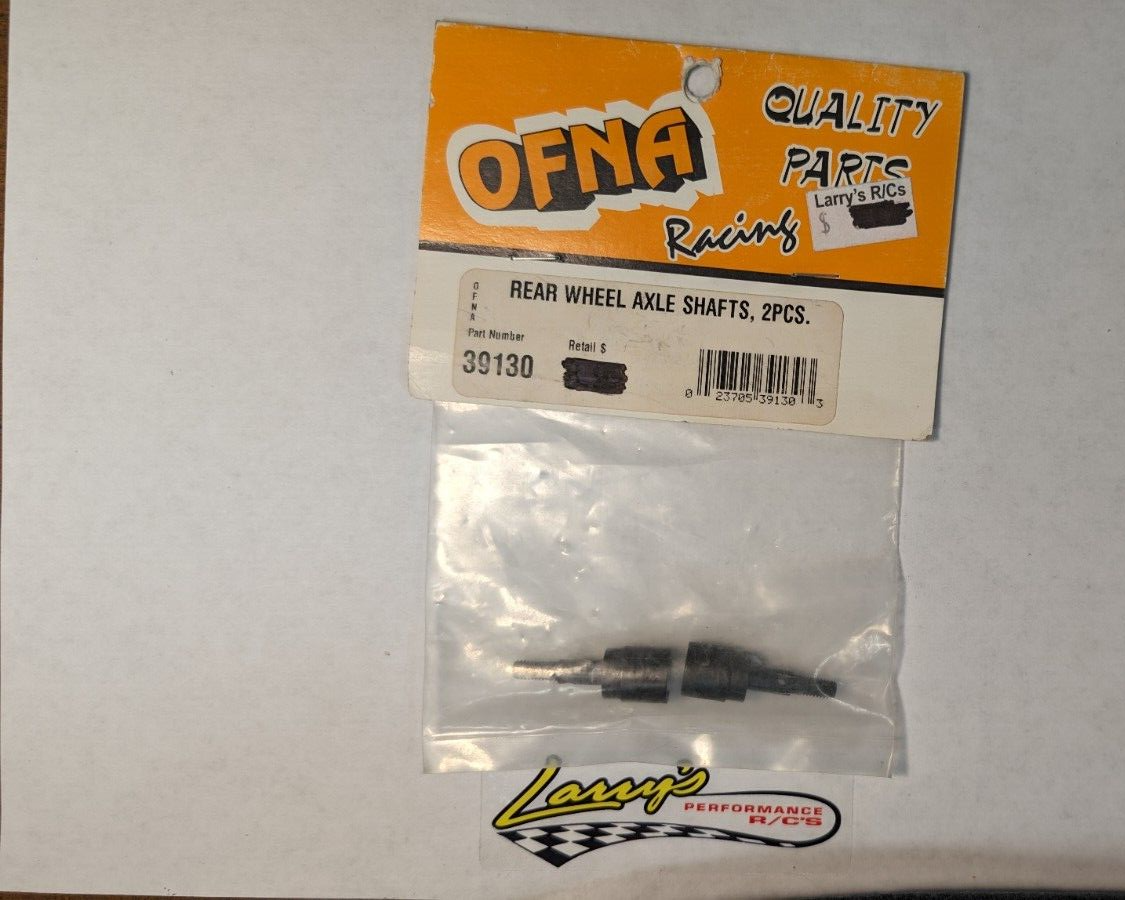 OFNA
Racing
QUALITY
PARTS
Larry's R/Cs
$
OFNA
REAR WHEEL AXLE SHAFTS, 2PCS.
Part Number
39130
Retail $
0 23705 39130 3
Larry's
PERFORMANCE
R/C'S